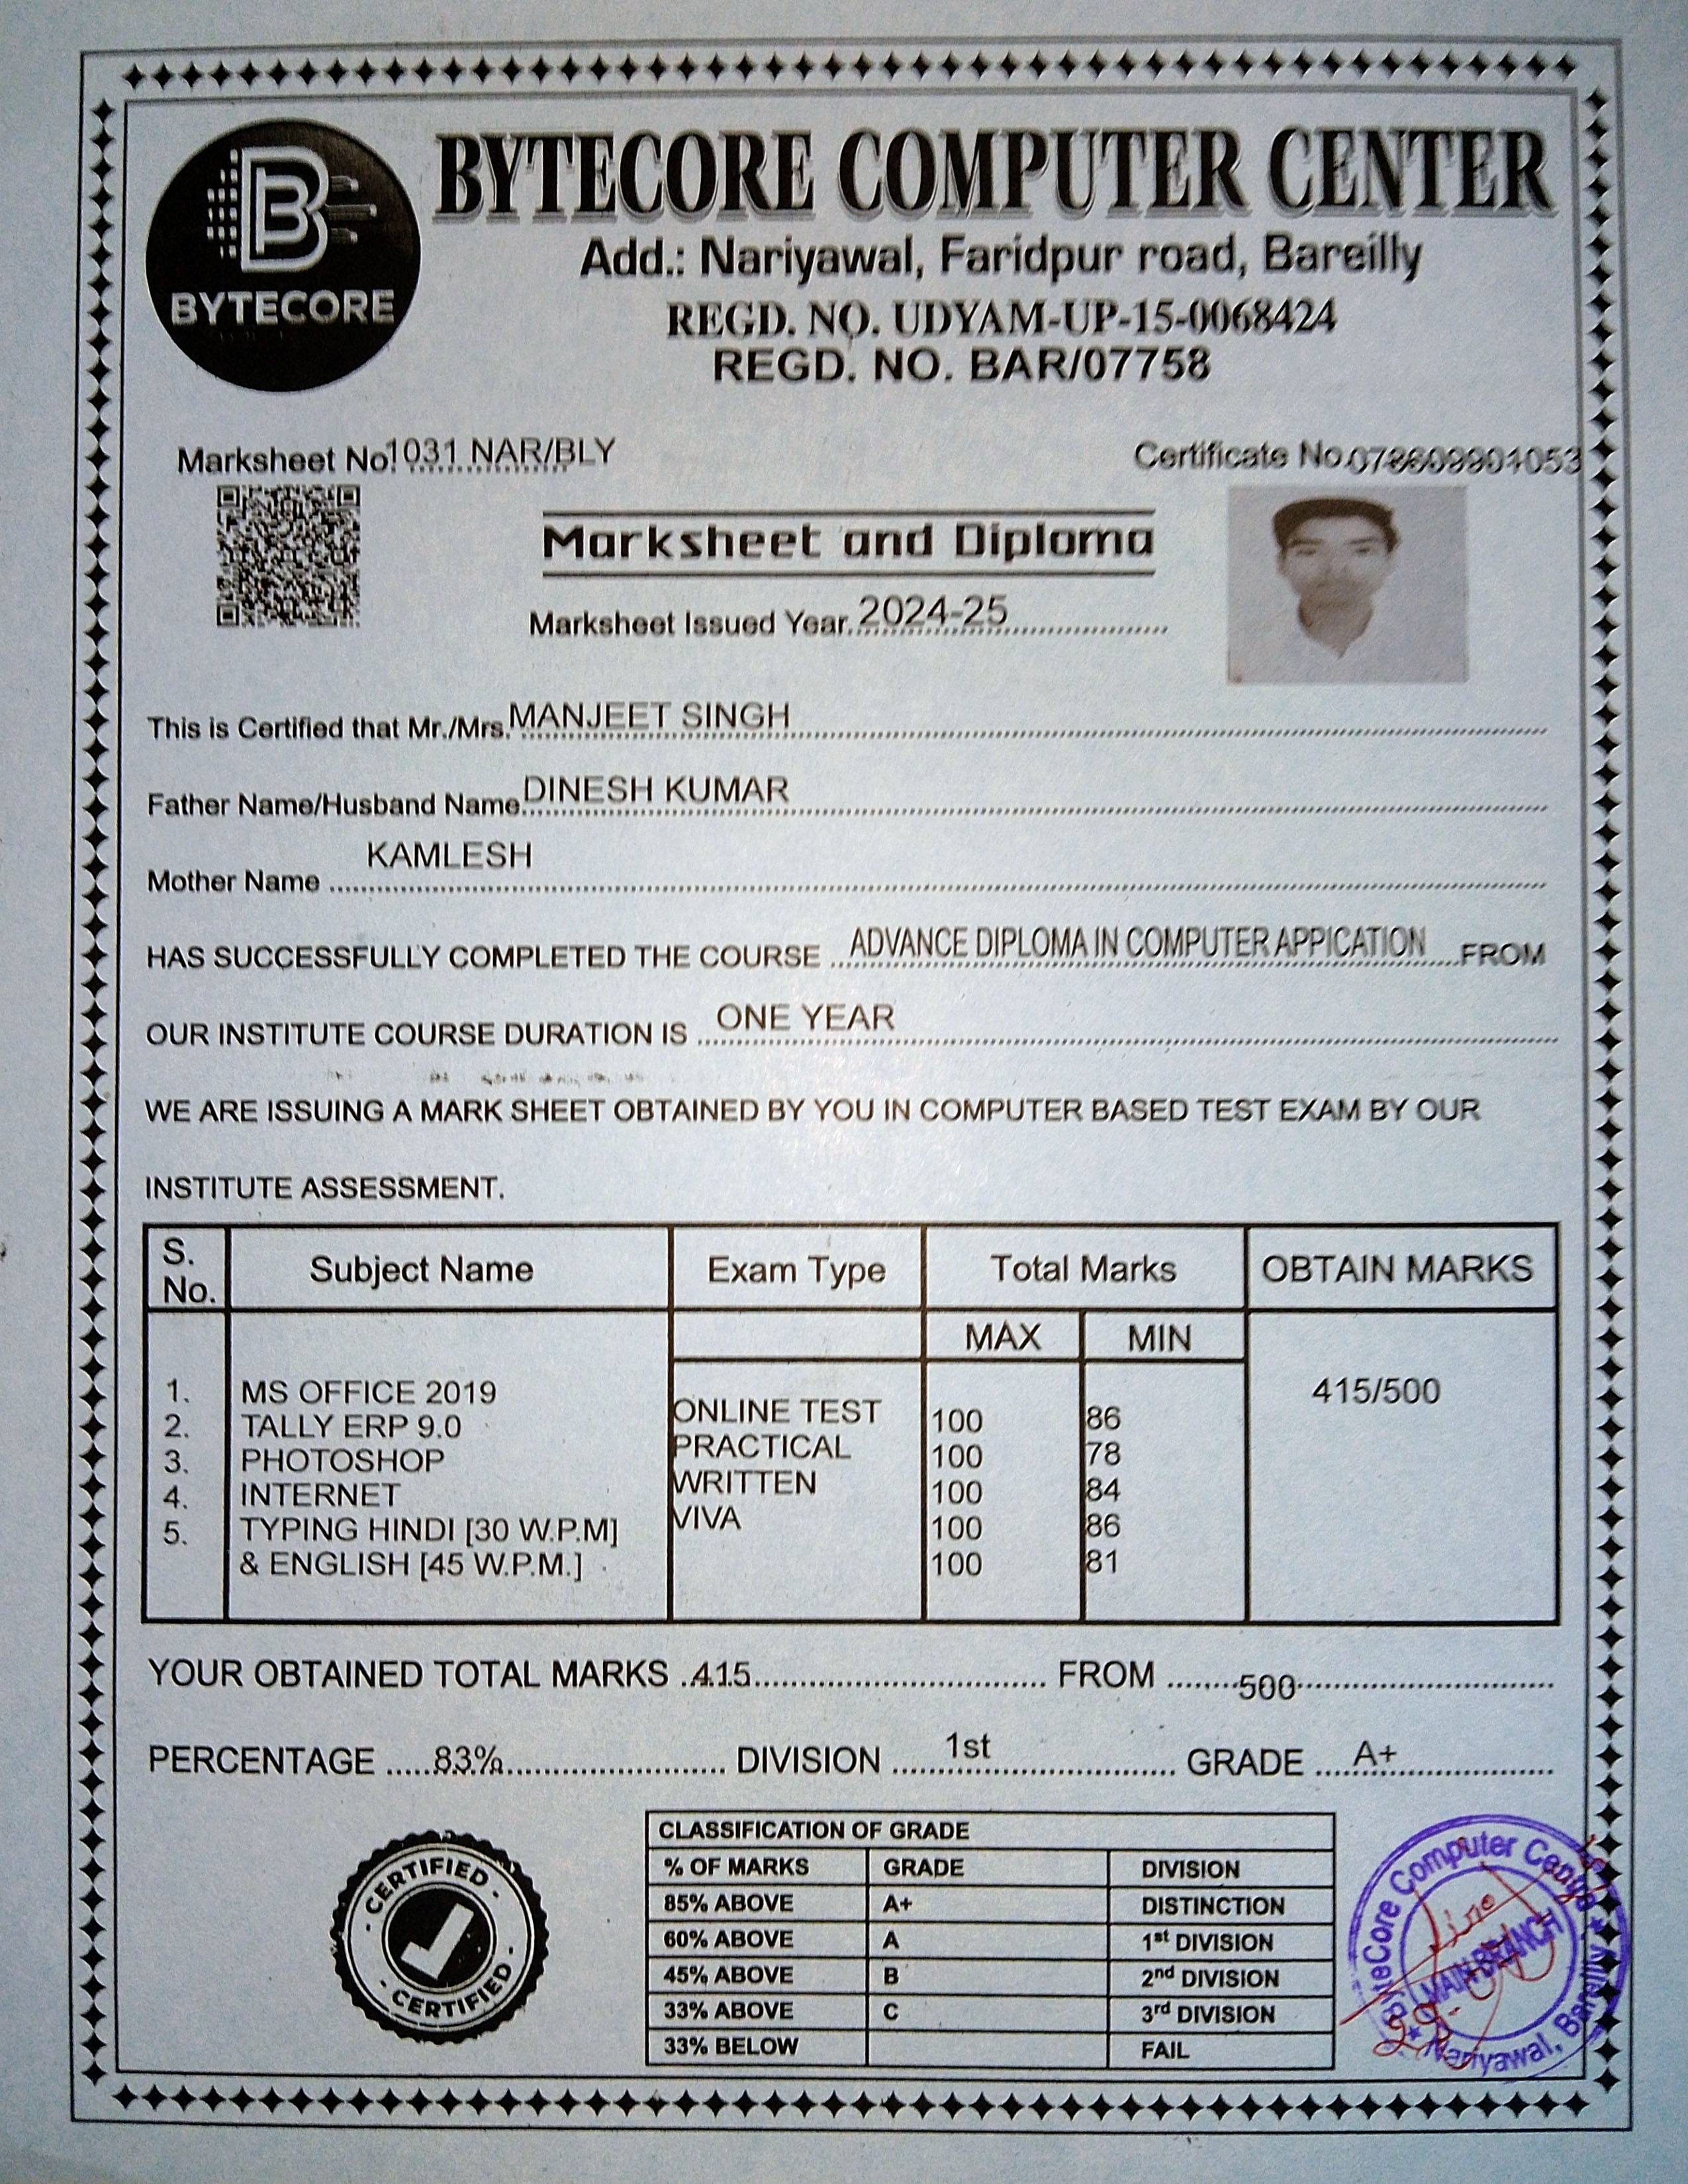 BYTECORE COMPUTER CENTER
BYTECORE
Add.: Nariyawal, Faridpur road, Bareilly
REGD. NO. UDYAM-UP-15-0068424
REGD. NO. BAR/07758
Marksheet No. 1031 NAR/BLY
Certificate No.078609901053
Marksheet and Diploma
Marksheet Issued Year. 2024-25
This is Certified that Mr./Mrs. MANJEET SINGH
Father Name/Husband Name DINESH KUMAR
Mother Name KAMLESH
HAS SUCCESSFULLY COMPLETED THE COURSE ADVANCE DIPLOMA IN COMPUTER APPICATION FROM
OUR INSTITUTE COURSE DURATION IS ONE YEAR
WE ARE ISSUING A MARK SHEET OBTAINED BY YOU IN COMPUTER BASED TEST EXAM BY OUR
INSTITUTE ASSESSMENT.
S. No. Subject Name Exam Type Total Marks OBTAIN MARKS
MAX MIN
1. MS OFFICE 2019 ONLINE TEST 100 86 415/500
2. TALLY ERP 9.0 PRACTICAL 100 78
3. PHOTOSHOP WRITTEN 100 84
4. INTERNET VIVA 100 86
5. TYPING HINDI [30 W.P.M] 100 81
& ENGLISH [45 W.P.M.]
YOUR OBTAINED TOTAL MARKS 415 FROM 500
PERCENTAGE 83% DIVISION 1st GRADE A+
CERTIFIED
CERTIFIED
CLASSIFICATION OF GRADE
% OF MARKS GRADE DIVISION
85% ABOVE A+ DISTINCTION
60% ABOVE A 1st DIVISION
45% ABOVE B 2nd DIVISION
33% ABOVE C 3rd DIVISION
33% BELOW FAIL
ByteCore Computer
MAIN BRANCH
Nariyawal, Bareilly